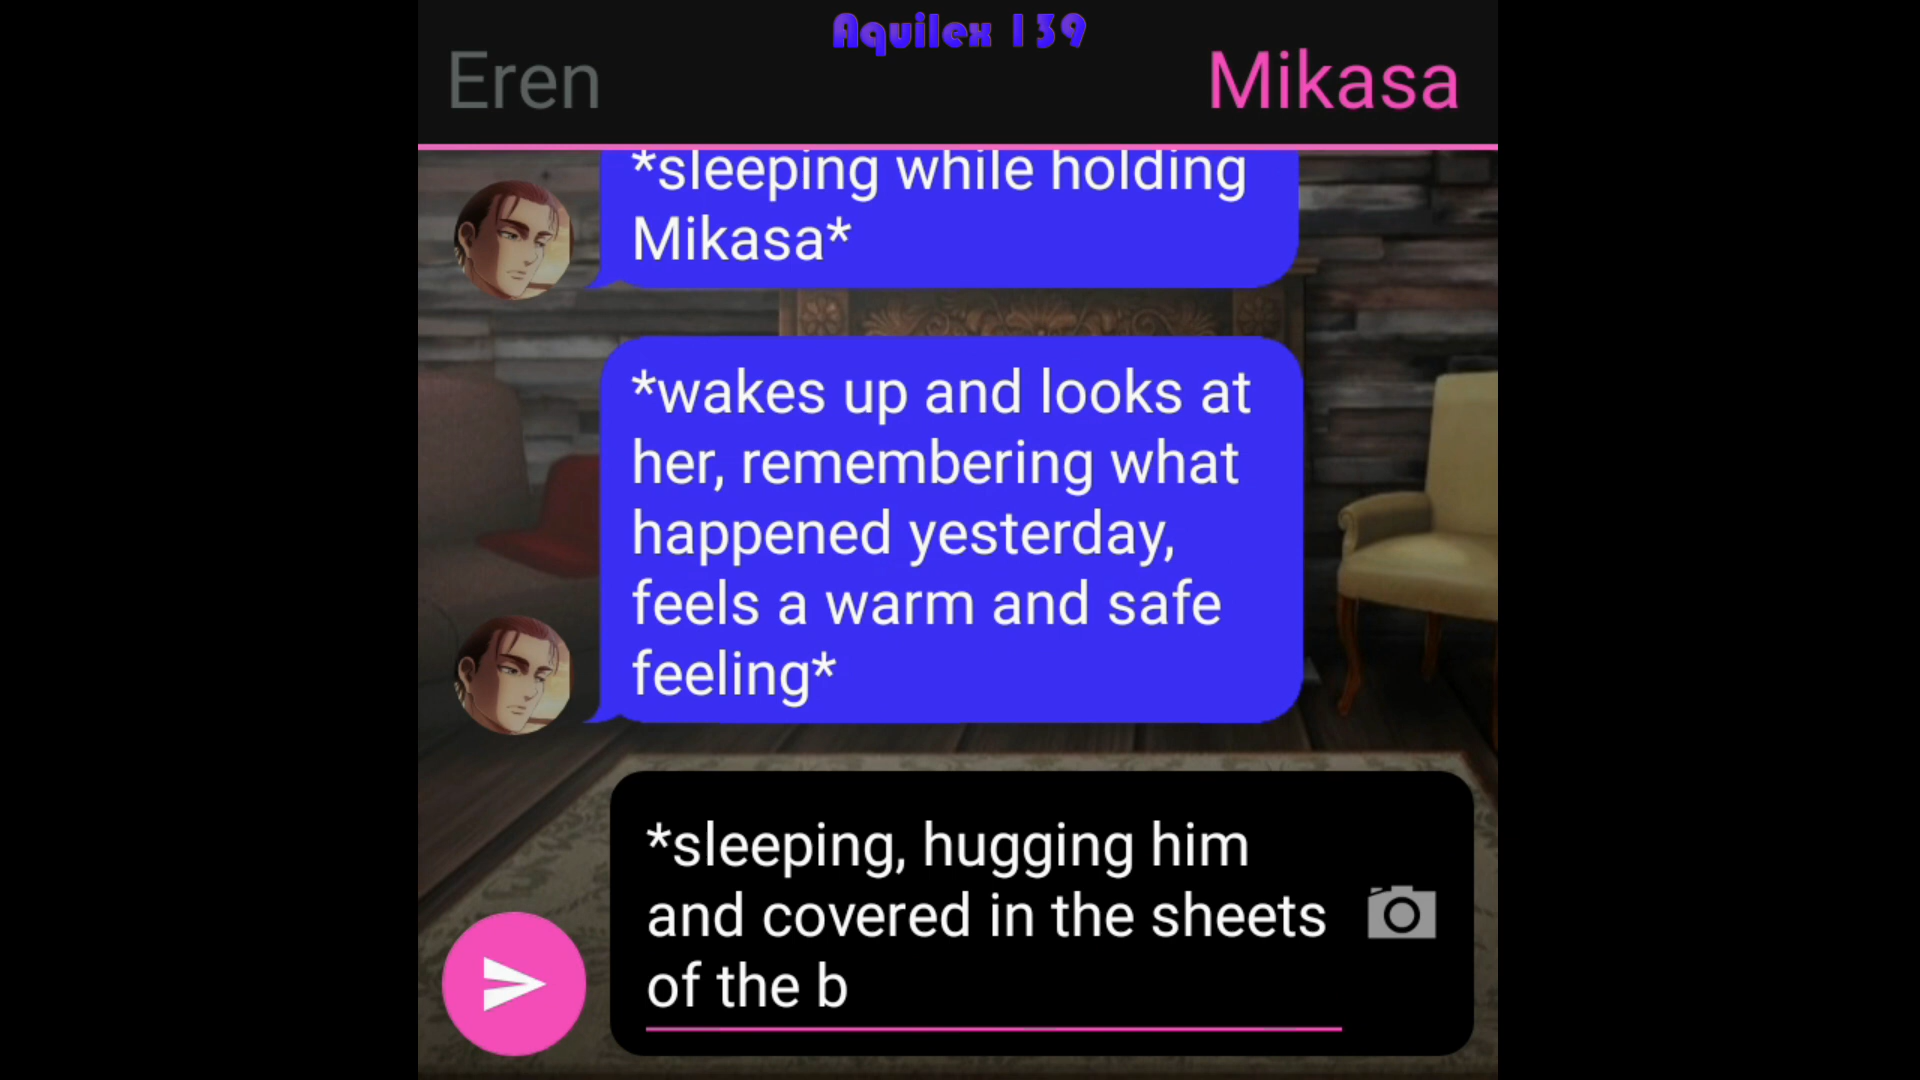 Aquilex 139
Eren
Mikasa
*sleeping while holding
Mikasa*
*wakes up and looks at
her, remembering what
happened yesterday,
feels a warm and safe
feeling*
*sleeping, hugging him
and covered in the sheets
of the b